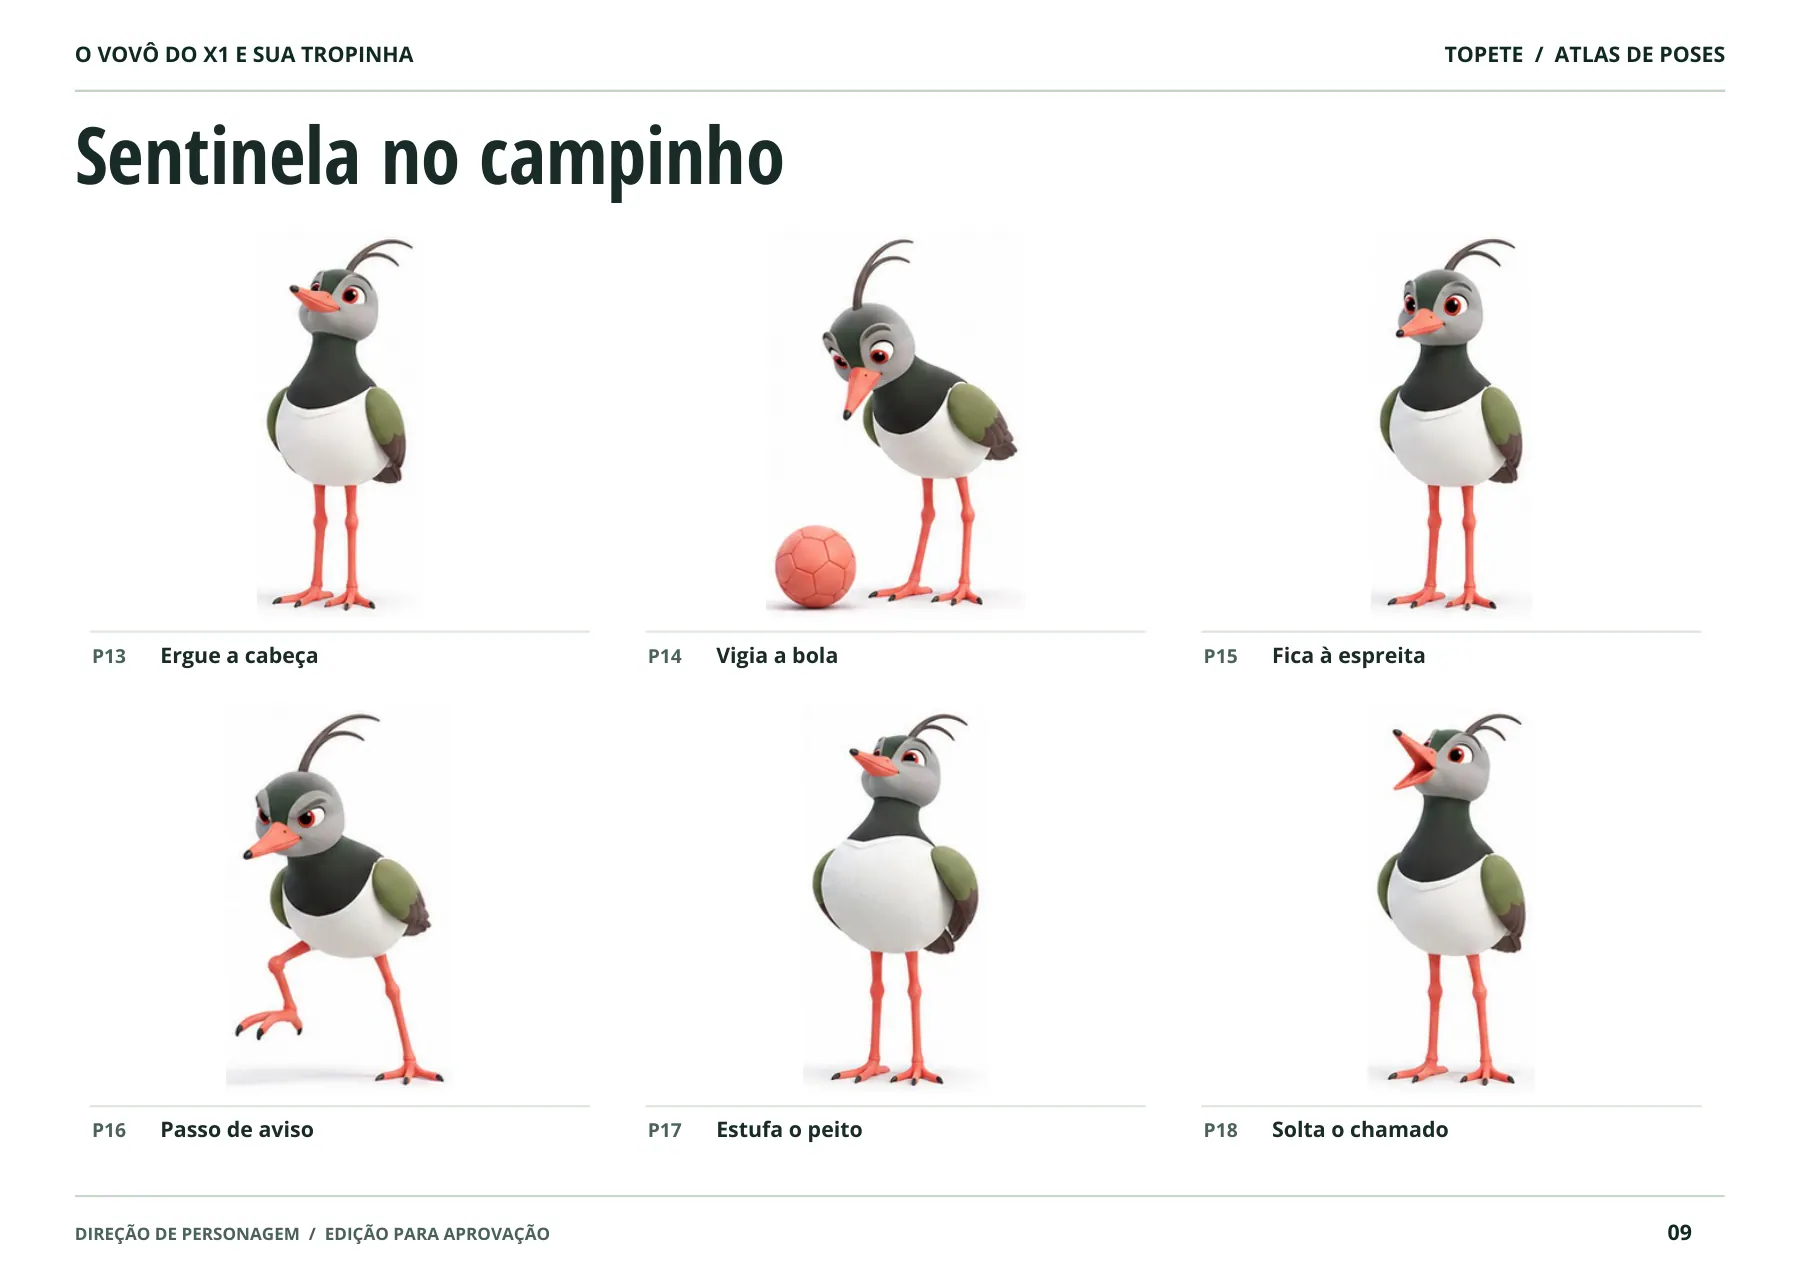 O VOVÔ DO X1 E SUA TROPINHA
TOPETE / ATLAS DE POSES
Sentinela no campinho
P13 Ergue a cabeça
P14 Vigia a bola
P15 Fica à espreita
P16 Passo de aviso
P17 Estufa o peito
P18 Solta o chamado
DIREÇÃO DE PERSONAGEM / EDIÇÃO PARA APROVAÇÃO
09